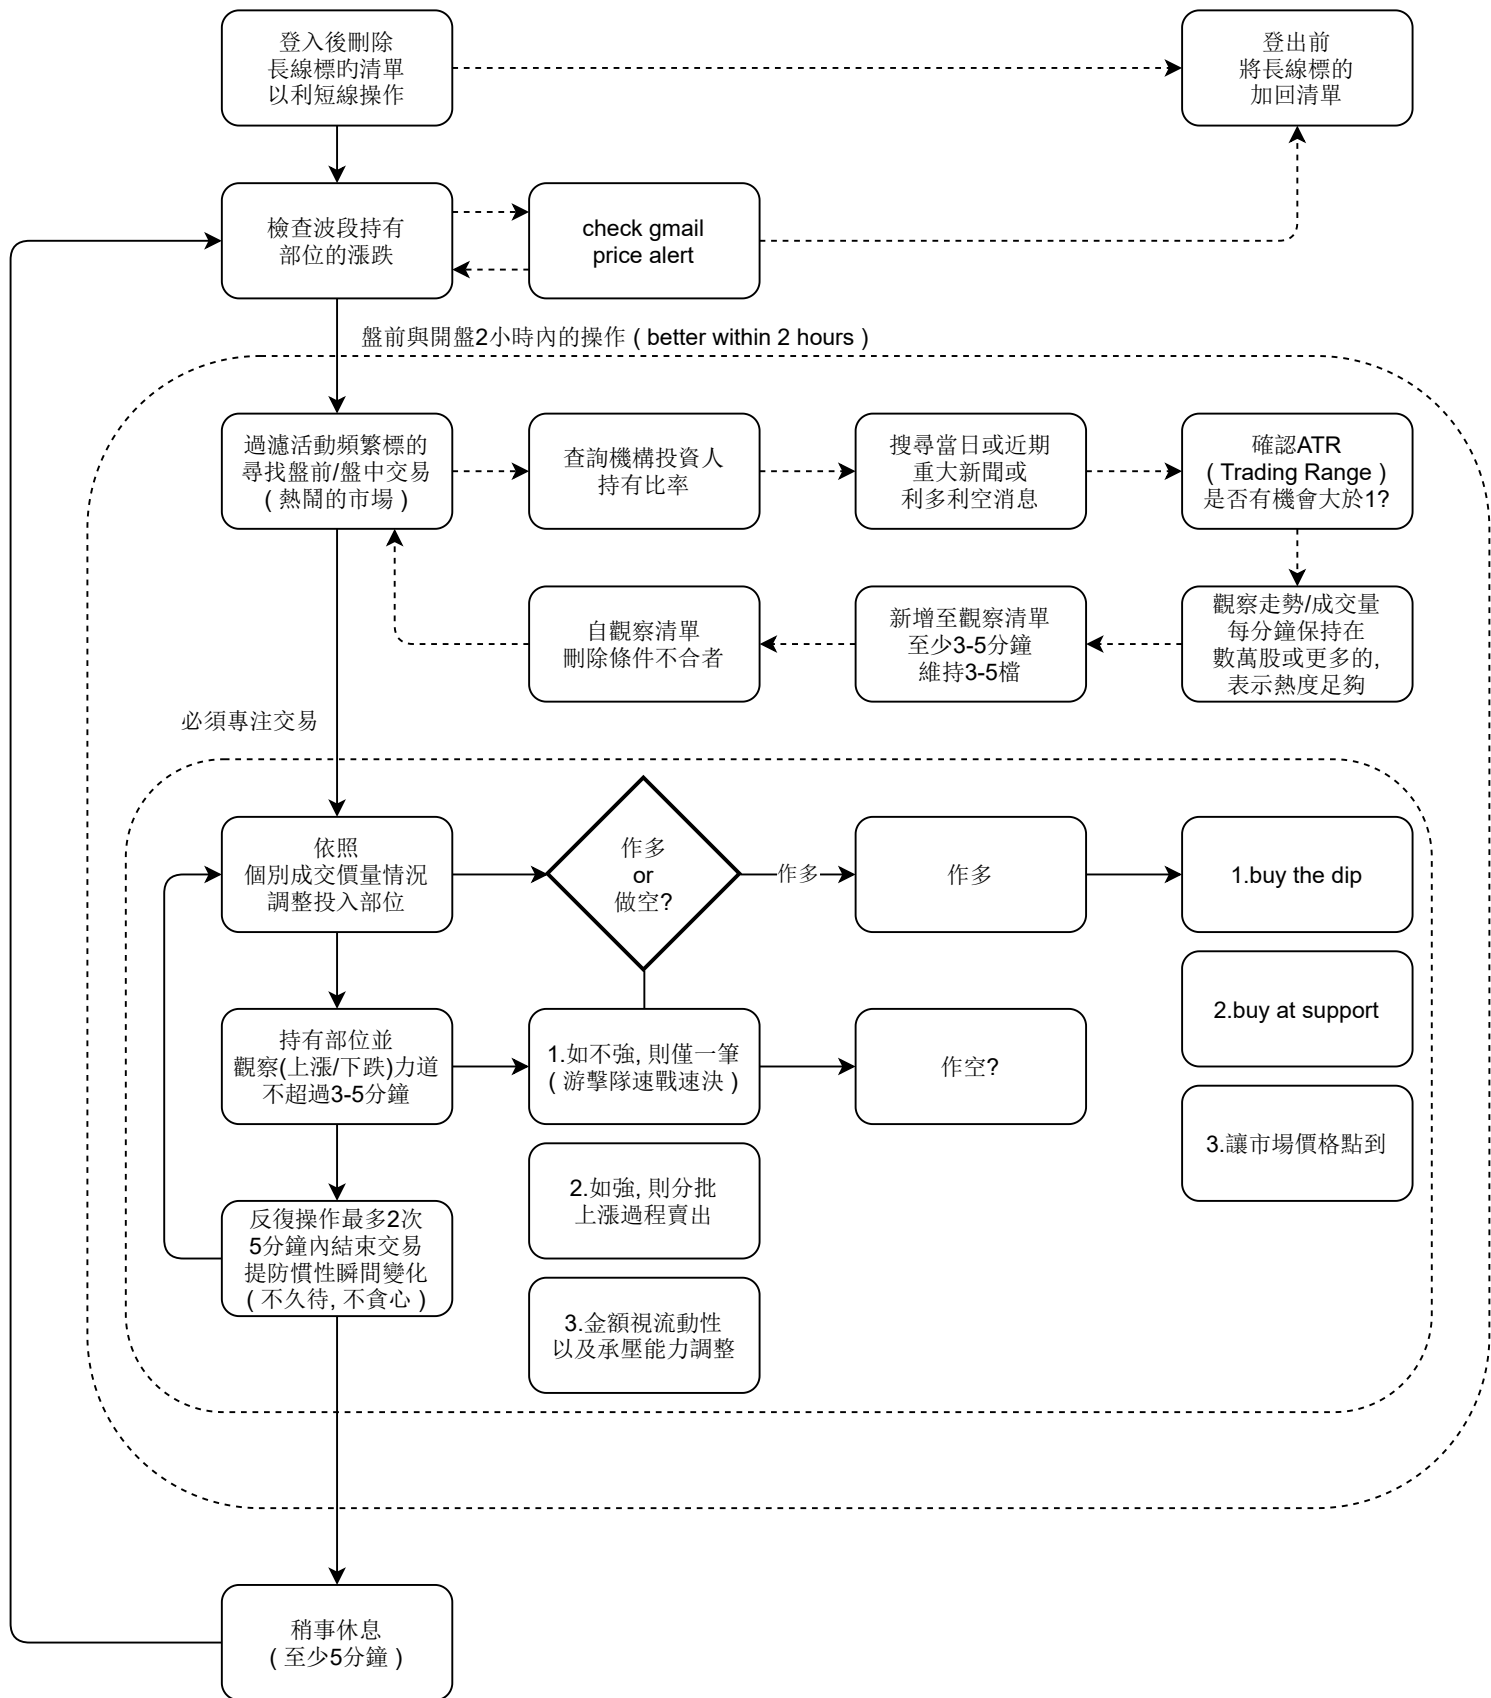 登入後刪除
長線標旳清單
以利短線操作
登出前
將長線標的
加回清單
檢查波段持有
部位的漲跌
check gmail
price alert
盤前與開盤2小時內的操作 ( better within 2 hours )
過濾活動頻繁標的
尋找盤前/盤中交易
( 熱鬧的市場 )
查詢機構投資人
持有比率
搜尋當日或近期
重大新聞或
利多利空消息
確認ATR
( Trading Range )
是否有機會大於1?
自觀察清單
刪除條件不合者
新增至觀察清單
至少3-5分鐘
維持3-5檔
觀察走勢/成交量
每分鐘保持在
數萬股或更多的,
表示熱度足夠
必須專注交易
依照
個別成交價量情況
調整投入部位
作多
or
做空?
作多
作多
1.buy the dip
2.buy at support
3.讓市場價格點到
持有部位並
觀察(上漲/下跌)力道
不超過3-5分鐘
1.如不強, 則僅一筆
( 游擊隊速戰速決 )
作空?
2.如強, 則分批
上漲過程賣出
反復操作最多2次
5分鐘內結束交易
提防慣性瞬間變化
( 不久待, 不貪心 )
3.金額視流動性
以及承壓能力調整
稍事休息
( 至少5分鐘 )